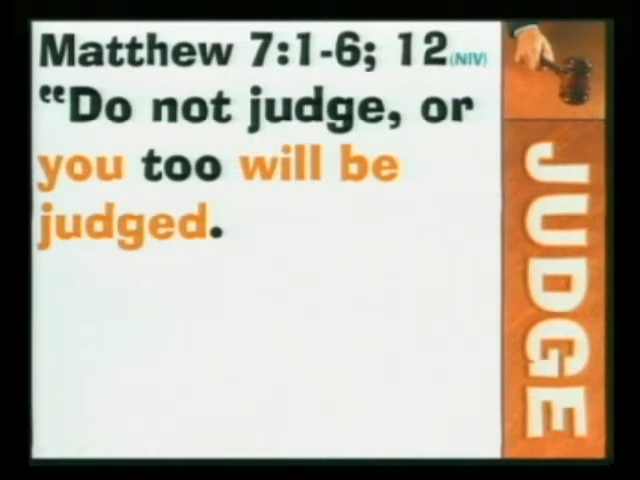 Matthew 7:1-6; 12 (NIV)
“Do not judge, or
you too will be
judged.
JUDGE